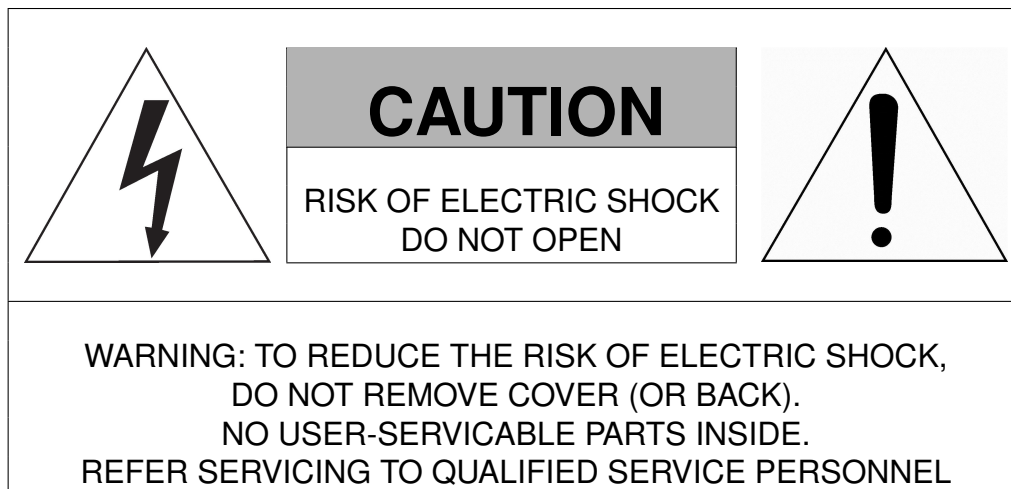 CAUTION
RISK OF ELECTRIC SHOCK
DO NOT OPEN
WARNING: TO REDUCE THE RISK OF ELECTRIC SHOCK,
DO NOT REMOVE COVER (OR BACK).
NO USER-SERVICABLE PARTS INSIDE.
REFER SERVICING TO QUALIFIED SERVICE PERSONNEL